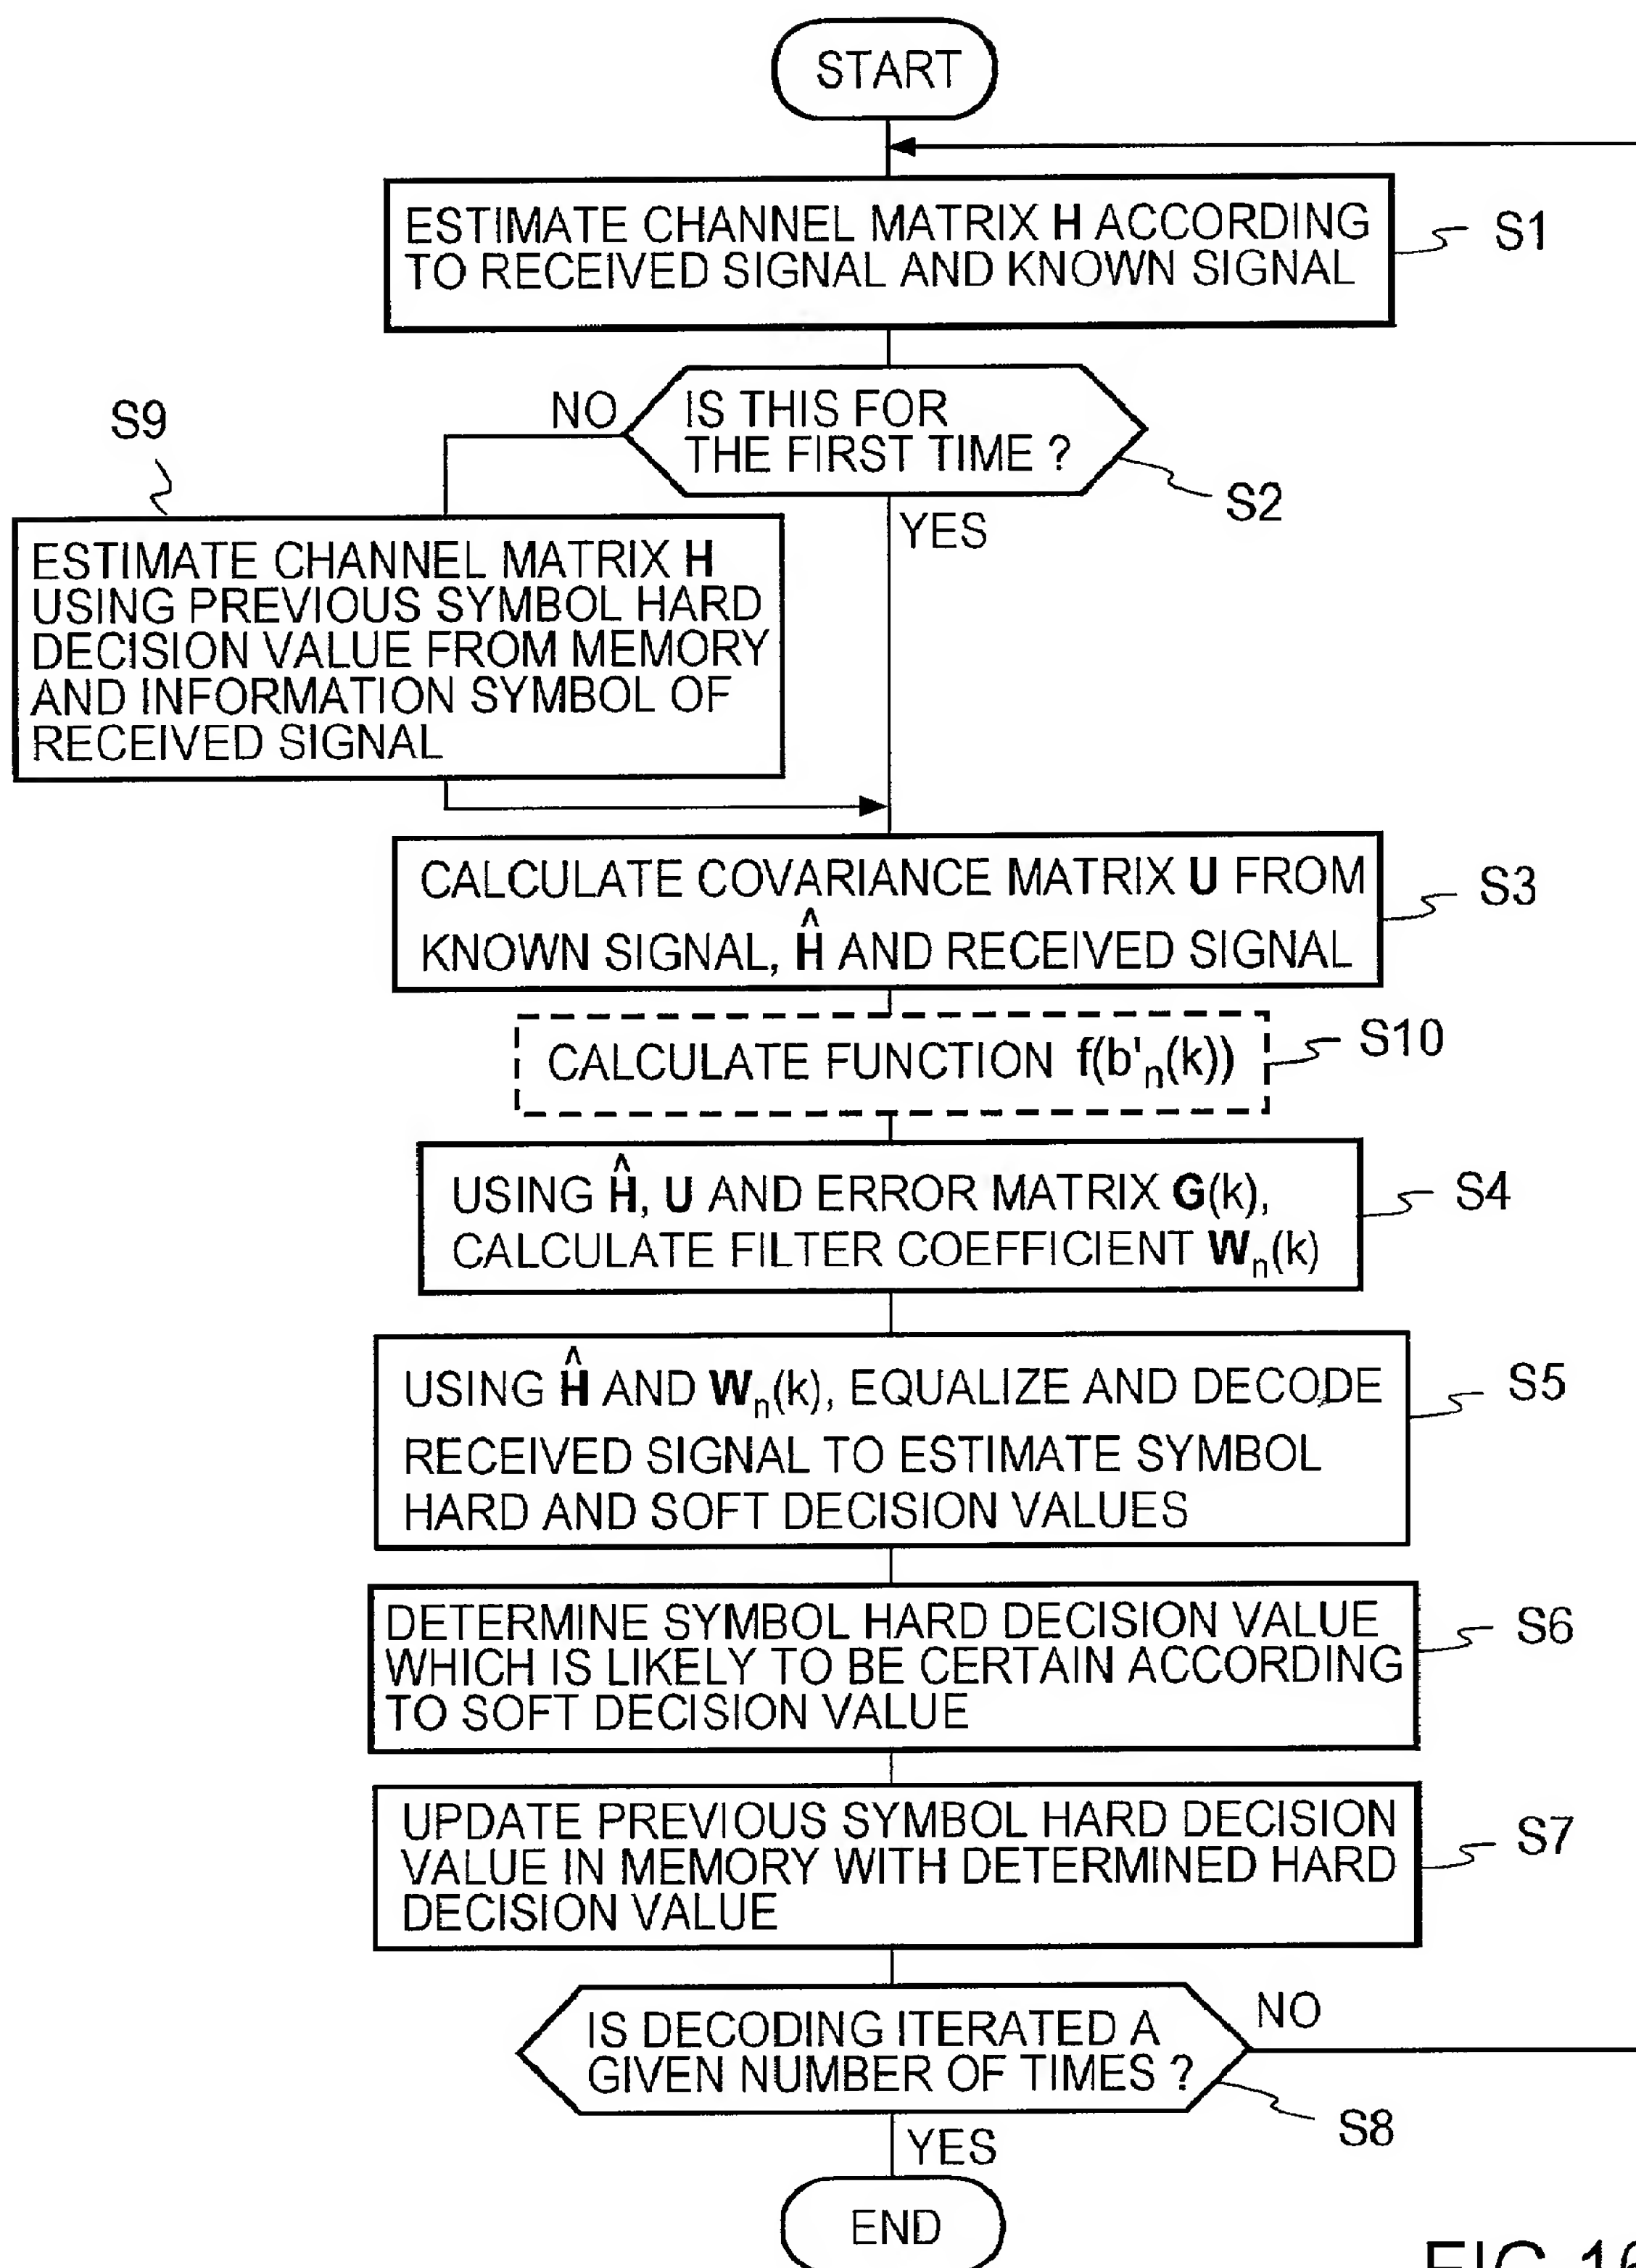 START
ESTIMATE CHANNEL MATRIX H ACCORDING
TO RECEIVED SIGNAL AND KNOWN SIGNAL
S1
IS THIS FOR
THE FIRST TIME ?
NO
S2
YES
S9
ESTIMATE CHANNEL MATRIX H
USING PREVIOUS SYMBOL HARD
DECISION VALUE FROM MEMORY
AND INFORMATION SYMBOL OF
RECEIVED SIGNAL
CALCULATE COVARIANCE MATRIX U FROM
KNOWN SIGNAL, Ĥ AND RECEIVED SIGNAL
S3
CALCULATE FUNCTION f(b'n(k))
S10
USING Ĥ, U AND ERROR MATRIX G(k),
CALCULATE FILTER COEFFICIENT Wn(k)
S4
USING Ĥ AND Wn(k), EQUALIZE AND DECODE
RECEIVED SIGNAL TO ESTIMATE SYMBOL
HARD AND SOFT DECISION VALUES
S5
DETERMINE SYMBOL HARD DECISION VALUE
WHICH IS LIKELY TO BE CERTAIN ACCORDING
TO SOFT DECISION VALUE
S6
UPDATE PREVIOUS SYMBOL HARD DECISION
VALUE IN MEMORY WITH DETERMINED HARD
DECISION VALUE
S7
IS DECODING ITERATED A
GIVEN NUMBER OF TIMES ?
NO
S8
YES
END